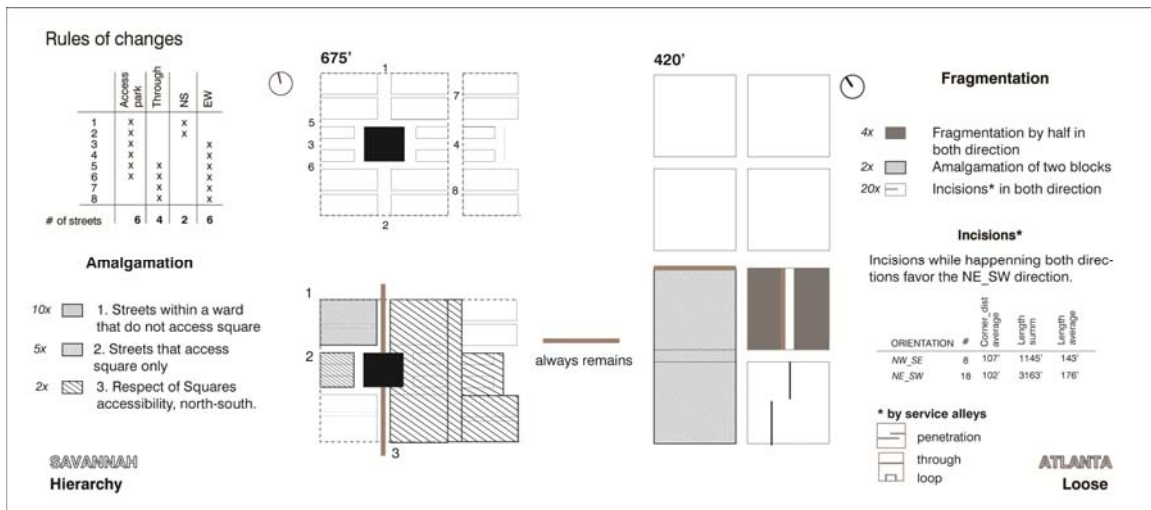 Rules of changes
Access park
Through
NS
EW
1 x x
2 x x
3 x x
4 x x
5 x x x
6 x x x
7 x x
8 x x
# of streets 6 4 2 6
Amalgamation
10x 1. Streets within a ward
that do not access square
5x 2. Streets that access
square only
2x 3. Respect of Squares
accessibility, north-south.
SAVANNAH
Hierarchy
675’
1
7
5
3
4
6
8
2
1
2
3
always remains
420’
Fragmentation
4x Fragmentation by half in
both direction
2x Amalgamation of two blocks
20x Incisions* in both direction
Incisions*
Incisions while happenning both direc-
tions favor the NE_SW direction.
ORIENTATION # Corner_dist average Length summ Length average
NW_SE 8 107' 1145' 143'
NE_SW 18 102' 3163' 176'
* by service alleys
penetration
through
loop
ATLANTA
Loose